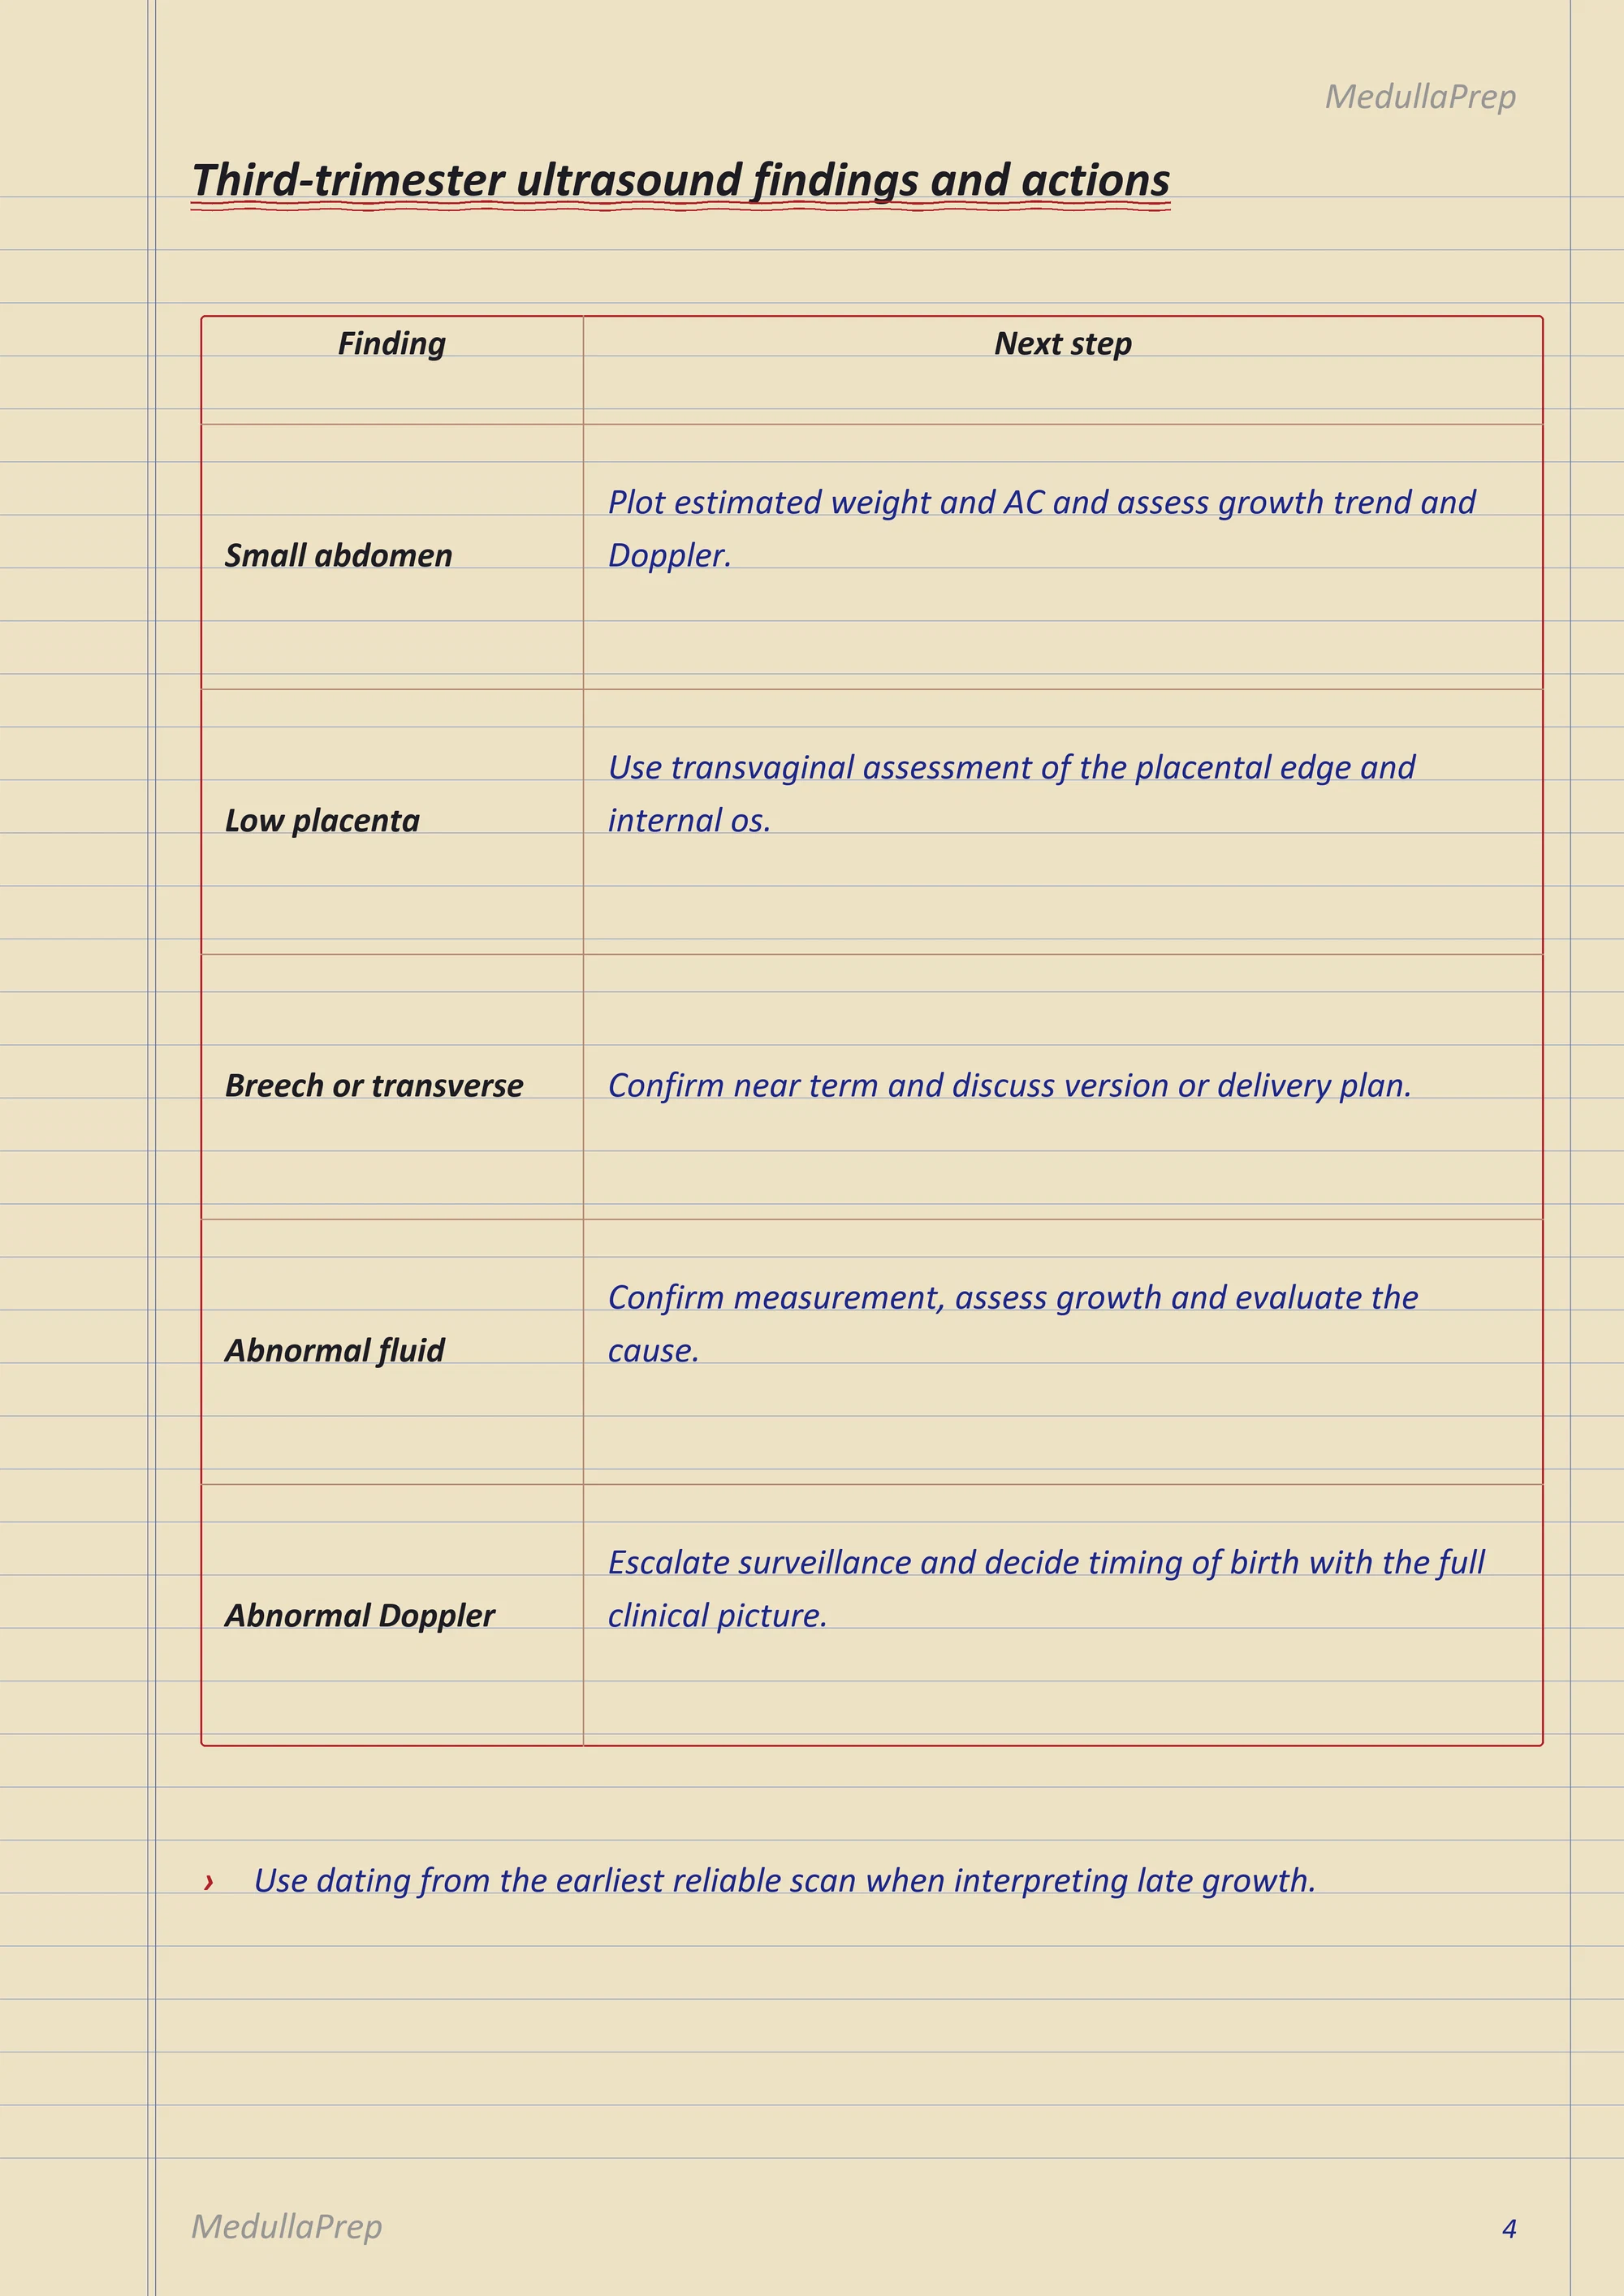 MedullaPrep
Third-trimester ultrasound findings and actions
Finding
Next step
Small abdomen
Plot estimated weight and AC and assess growth trend and
Doppler.
Low placenta
Use transvaginal assessment of the placental edge and
internal os.
Breech or transverse
Confirm near term and discuss version or delivery plan.
Abnormal fluid
Confirm measurement, assess growth and evaluate the
cause.
Abnormal Doppler
Escalate surveillance and decide timing of birth with the full
clinical picture.
› Use dating from the earliest reliable scan when interpreting late growth.
MedullaPrep
4